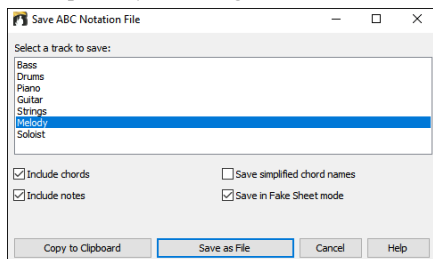 Save ABC Notation File
Select a track to save:
Bass
Drums
Piano
Guitar
Strings
Melody
Soloist
Include chords
Save simplified chord names
Include notes
Save in Fake Sheet mode
Copy to Clipboard
Save as File
Cancel
Help